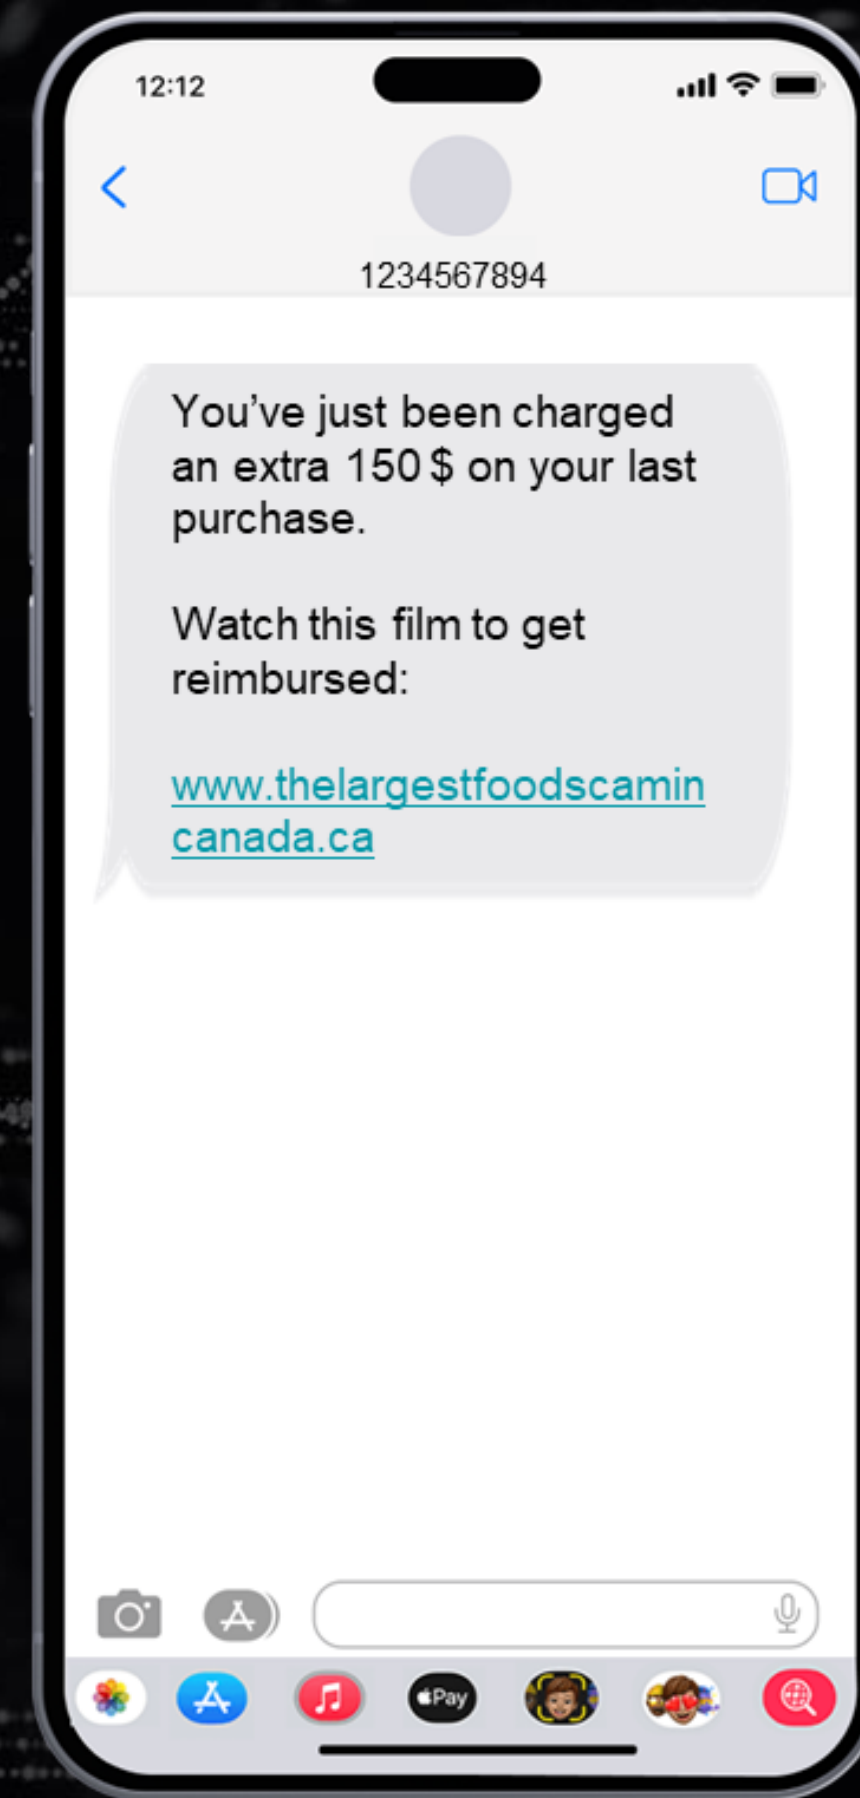 12:12
1234567894
You’ve just been charged
an extra 150 $ on your last
purchase.
Watch this film to get
reimbursed:
www.thelargestfoodscamin
canada.ca
Pay